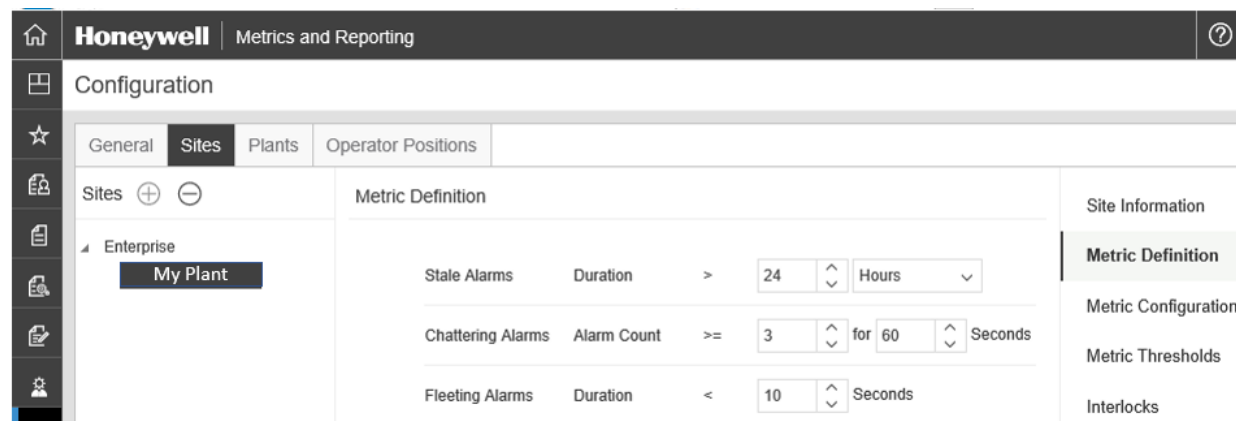 Honeywell Metrics and Reporting
Configuration
General Sites Plants Operator Positions
Sites
Metric Definition
Enterprise
My Plant
Stale Alarms Duration > 24 Hours
Chattering Alarms Alarm Count >= 3 for 60 Seconds
Fleeting Alarms Duration < 10 Seconds
Site Information
Metric Definition
Metric Configuration
Metric Thresholds
Interlocks